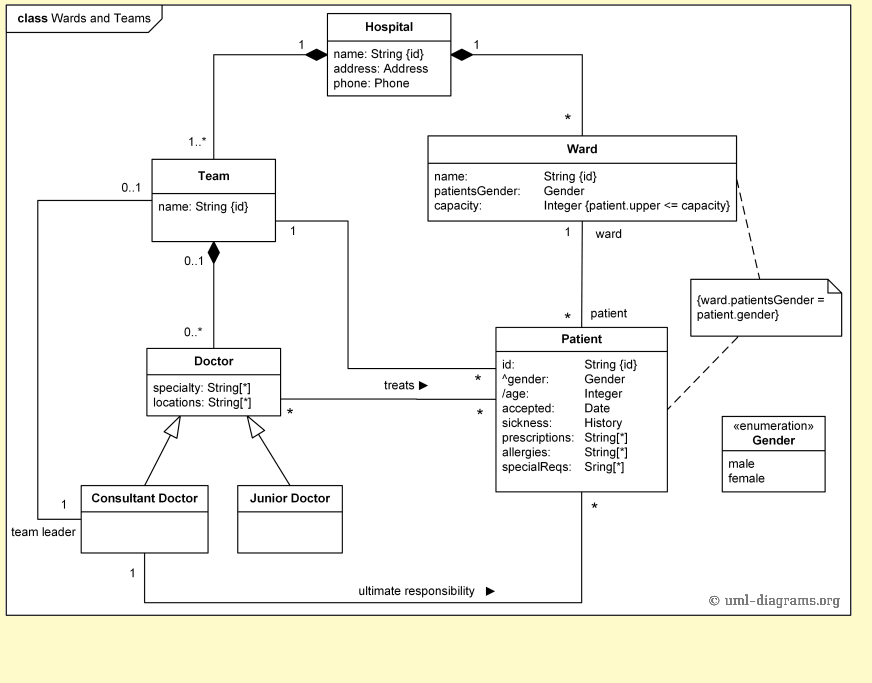 class Wards and Teams
Hospital
name: String {id}
address: Address
phone: Phone
1
1
1..*
*
Team
name: String {id}
Ward
name: String {id}
patientsGender: Gender
capacity: Integer {patient.upper <= capacity}
0..1
1
0..1
0..*
1
ward
*
patient
{ward.patientsGender =
patient.gender}
Doctor
specialty: String[*]
locations: String[*]
*
treats
*
*
Patient
id: String {id}
^gender: Gender
/age: Integer
accepted: Date
sickness: History
prescriptions: String[*]
allergies: String[*]
specialReqs: Sring[*]
«enumeration»
Gender
male
female
Consultant Doctor
Junior Doctor
1
team leader
*
1
ultimate responsibility
© uml-diagrams.org